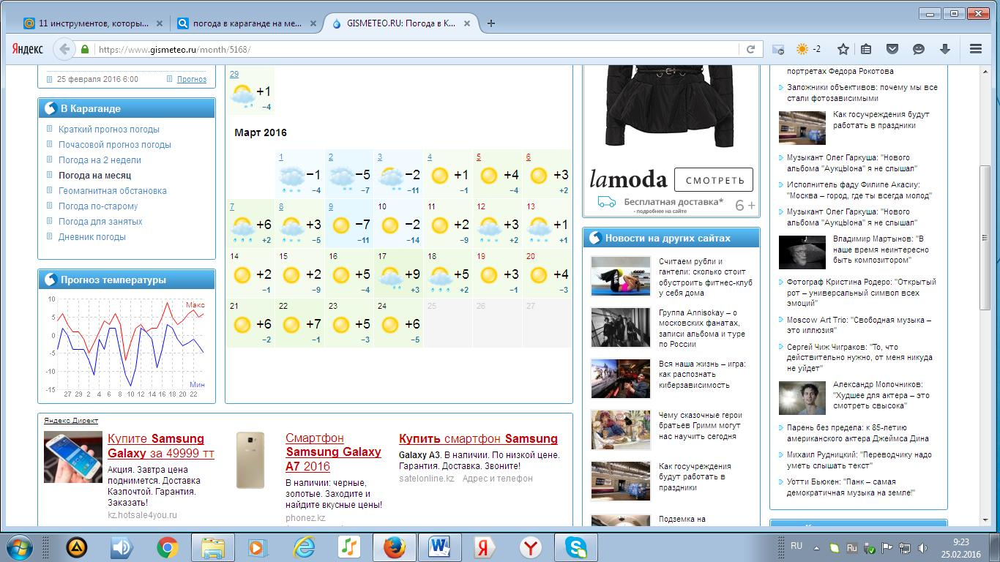 11 инструментов, которы...
погода в караганде на ме...
GISMETEO.RU: Погода в К...
Яндекс
https://www.gismeteo.ru/month/5168/
-2
25 февраля 2016 6:00 Прогноз
В Караганде
Краткий прогноз погоды
Почасовой прогноз погоды
Погода на 2 недели
Погода на месяц
Геомагнитная обстановка
Погода по-старому
Погода для занятых
Дневник погоды
Прогноз температуры
10
5
0
-5
-10
-15
Макс
Мин
27 29 2 4 6 8 10 12 14 16 18 20 22
29
+1
−4
Март 2016
1 2 3 4 5 6
−1 −5 −2 +1 +4 +3
−4 −7 −11 −1 −4 +2
7 8 9 10 11 12 13
+6 +3 −7 −2 +2 +3 +1
+2 −5 −11 −14 −9 +2 +1
14 15 16 17 18 19 20
+2 +2 +5 +9 +5 +3 +4
−1 −9 −4 +3 +2 −1 −3
21 22 23 24 25 26 27
+6 +7 +5 +6
−2 −1 −3 −5
Яндекс.Директ
Купите Samsung
Galaxy за 49999 тт
Акция. Завтра цена
поднимется. Доставка
Казпочтой. Гарантия.
Заказать!
kz.hotsale4you.ru
Смартфон
Samsung Galaxy
A7 2016
В наличии: черные,
золотые. Заходите и
найдите вкусные цены!
phonez.kz
Купить смартфон Samsung
Galaxy A3. В наличии. По низкой цене.
Гарантия. Доставка. Звоните!
satelonline.kz Адрес и телефон
lamoda СМОТРЕТЬ
Бесплатная доставка*
- подробнее на сайте
6+
Новости на других сайтах
Считаем рубли и
гантели: сколько стоит
обустроить фитнес-клуб
у себя дома
Группа Annisokay – о
московских фанатах,
записи альбома и туре
по России
Вся наша жизнь – игра:
как распознать
киберзависимость
Чему сказочные герои
братьев Гримм могут
нас научить сегодня
Как госучреждения
будут работать в
праздники
Подземка на
портретах Федора Рокотова
Заложники объективов: почему мы все
стали фотозависимыми
Как госучреждения будут
работать в праздники
Музыкант Олег Гаркуша: "Нового
альбома "АукцЫона" я не слышал"
Исполнитель фаду Филипе Акасиу:
"Москва – город, где ты всегда молод"
Музыкант Олег Гаркуша: "Нового
альбома "АукцЫона" я не слышал"
Владимир Мартынов: "В
наше время неинтересно
быть композитором"
Фотограф Кристина Родеро: "Открытый
рот – универсальный символ всех
эмоций"
Moscow Art Trio: "Свободная музыка –
это иллюзия"
Сергей Чиж Чиграков: "То, что
действительно нужно, от меня никуда
не уйдет"
Александр Молочников:
"Худшее для актера – это
смотреть свысока"
Парень без предела: к 85-летию
американского актера Джеймса Дина
Михаил Рудницкий: "Переводчику надо
уметь слышать текст"
Уотти Бьюкен: "Панк – самая
демократичная музыка на земле!"
RU
Ru
9:23
25.02.2016